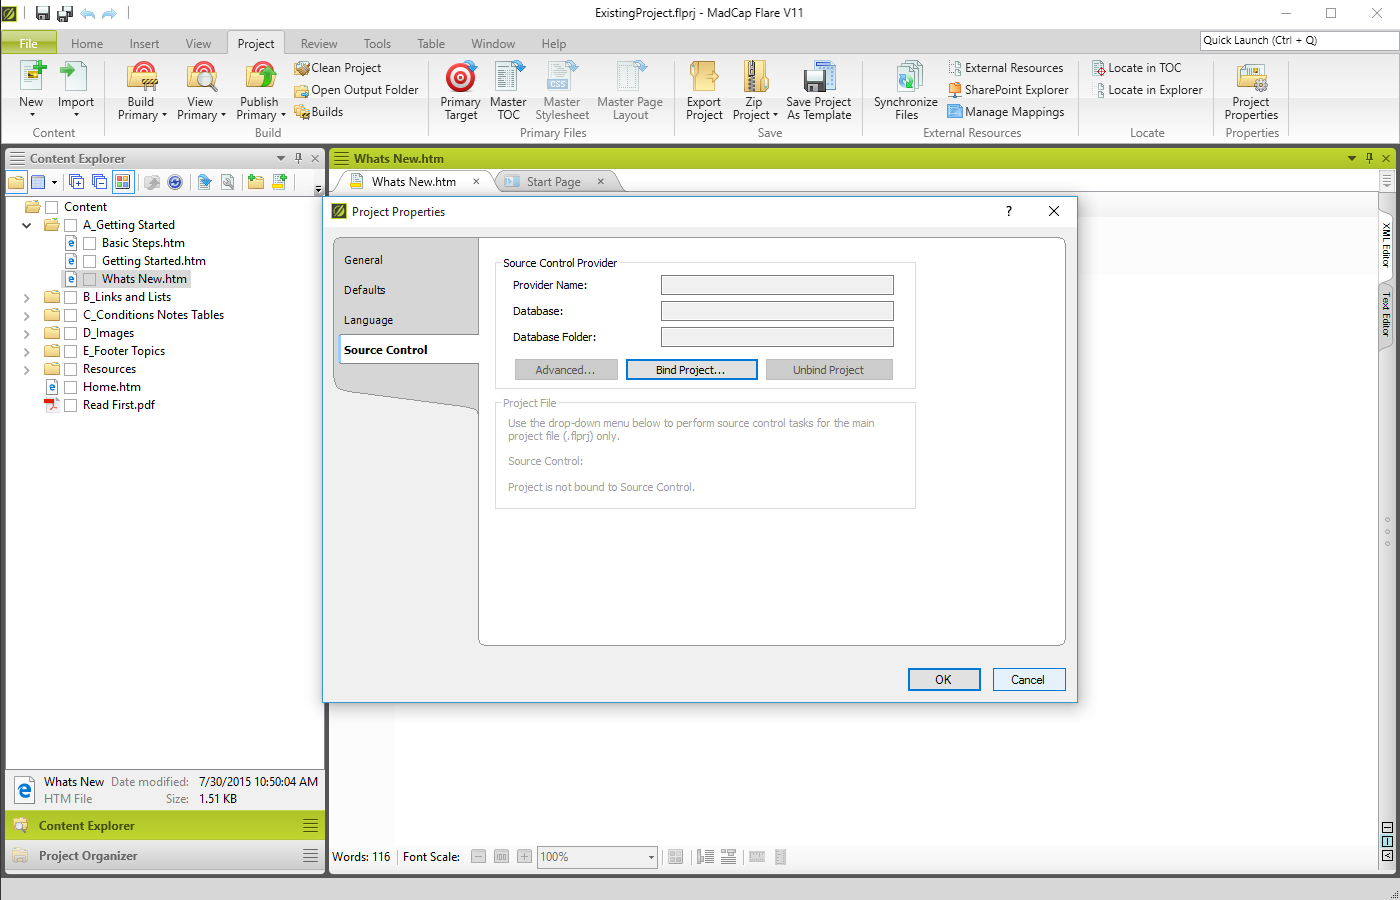 ExistingProject.flprj - MadCap Flare V11
File Home Insert View Project Review Tools Table Window Help
Quick Launch (Ctrl + Q)
New
Import
Content
Build Primary
View Primary
Publish Primary
Clean Project
Open Output Folder
Builds
Build
Primary Target
Master TOC
Master Stylesheet
Master Page Layout
Primary Files
Export Project
Zip Project
Save Project As Template
Save
Synchronize Files
External Resources
SharePoint Explorer
Manage Mappings
External Resources
Locate in TOC
Locate in Explorer
Locate
Project Properties
Properties
Content Explorer
Content
A_Getting Started
Basic Steps.htm
Getting Started.htm
Whats New.htm
B_Links and Lists
C_Conditions Notes Tables
D_Images
E_Footer Topics
Resources
Home.htm
Read First.pdf
Whats New Date modified: 7/30/2015 10:50:04 AM
HTM File Size: 1.51 KB
Content Explorer
Project Organizer
Whats New.htm
Whats New.htm
Start Page
Project Properties
?
General
Defaults
Language
Source Control
Source Control Provider
Provider Name:
Database:
Database Folder:
Advanced...
Bind Project...
Unbind Project
Project File
Use the drop-down menu below to perform source control tasks for the main
project file (.flprj) only.
Source Control:
Project is not bound to Source Control.
OK
Cancel
XML Editor
Text Editor
Words: 116 Font Scale: 100%